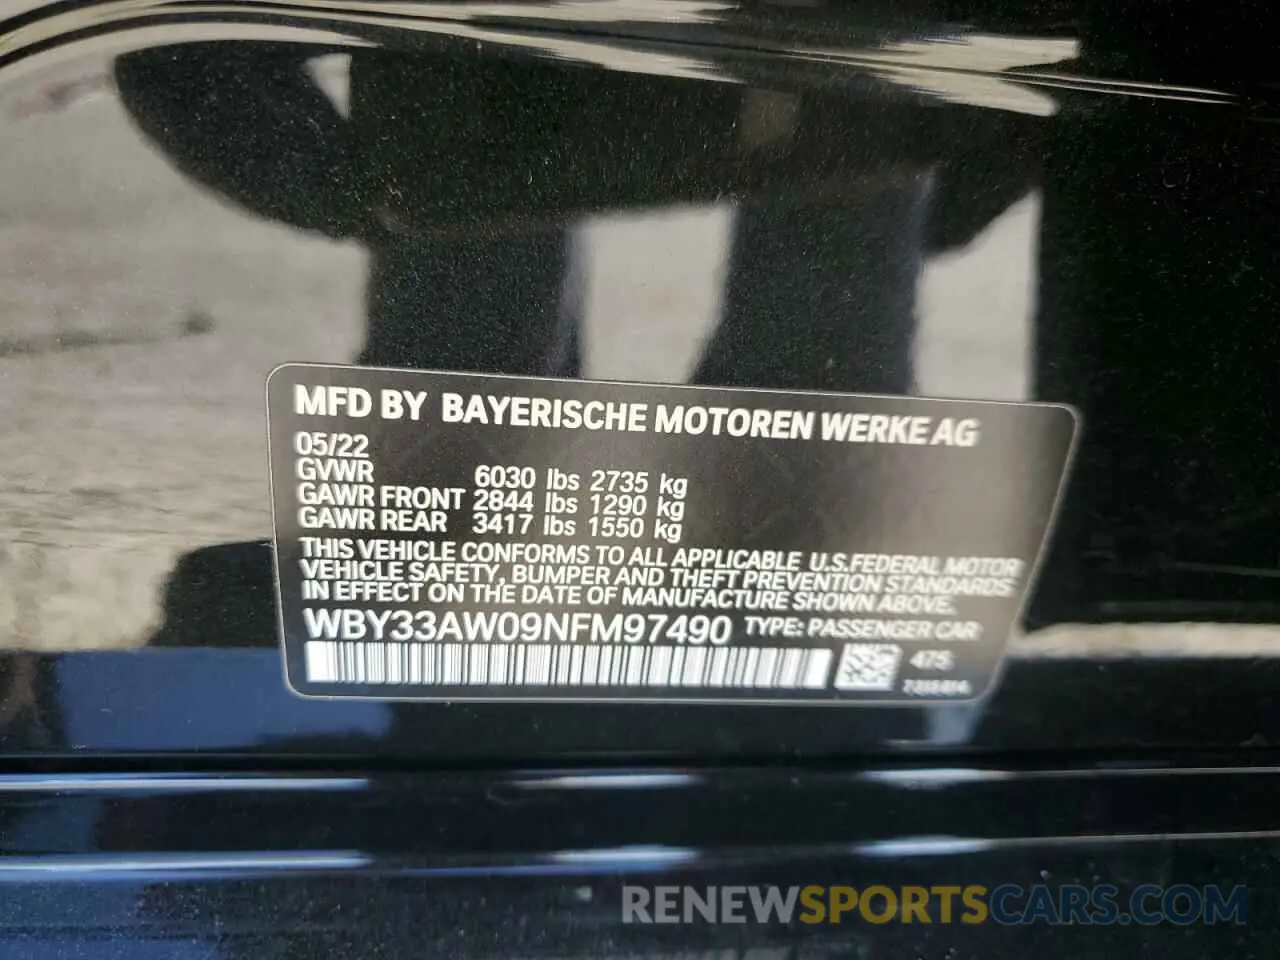 MFD BY BAYERISCHE MOTOREN WERKE AG
05/22
GVWR 6030 lbs 2735 kg
GAWR FRONT 2844 lbs 1290 kg
GAWR REAR 3417 lbs 1550 kg
THIS VEHICLE CONFORMS TO ALL APPLICABLE U.S.FEDERAL MOTOR
VEHICLE SAFETY, BUMPER AND THEFT PREVENTION STANDARDS
IN EFFECT ON THE DATE OF MANUFACTURE SHOWN ABOVE.
WBY33AW09NFM97490 TYPE: PASSENGER CAR
475
RENEWSPORTSCARS.COM